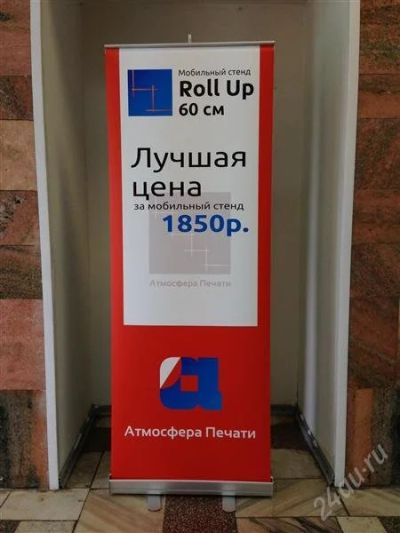 Мобильный стенд
Roll Up
60 см
Лучшая
цена
за мобильный стенд
1850р.
Атмосфера Печати
Атмосфера Печати
24au.ru